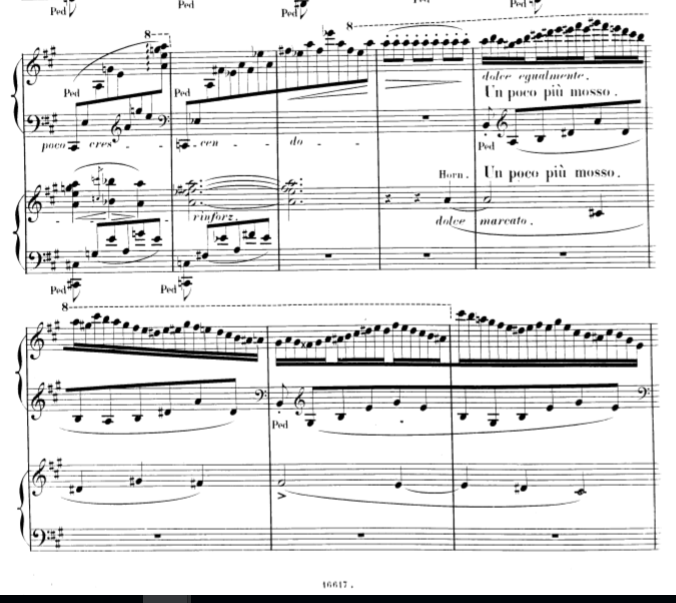 Ped Ped Ped Ped Ped
8
8
dolce egualmente.
Ped Ped Un poco più mosso.
poco cres - - cen - - do - -
Ped
Horn. Un poco più mosso.
rinforz. dolce marcato.
Ped Ped
8
Ped
16617.